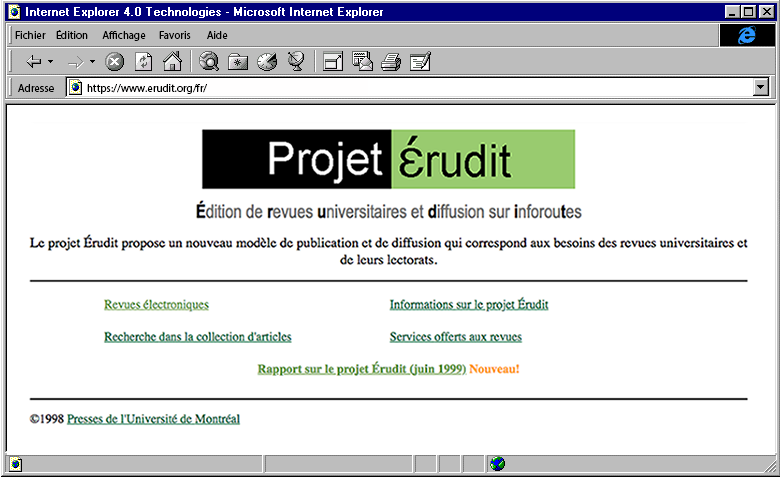 Internet Explorer 4.0 Technologies - Microsoft Internet Explorer
Fichier Édition Affichage Favoris Aide
Adresse https://www.erudit.org/fr/
Projet érudit
Édition de revues universitaires et diffusion sur inforoutes
Le projet Érudit propose un nouveau modèle de publication et de diffusion qui correspond aux besoins des revues universitaires et
de leurs lectorats.
Revues électroniques Informations sur le projet Érudit
Recherche dans la collection d'articles Services offerts aux revues
Rapport sur le projet Érudit (juin 1999) Nouveau!
©1998 Presses de l'Université de Montréal